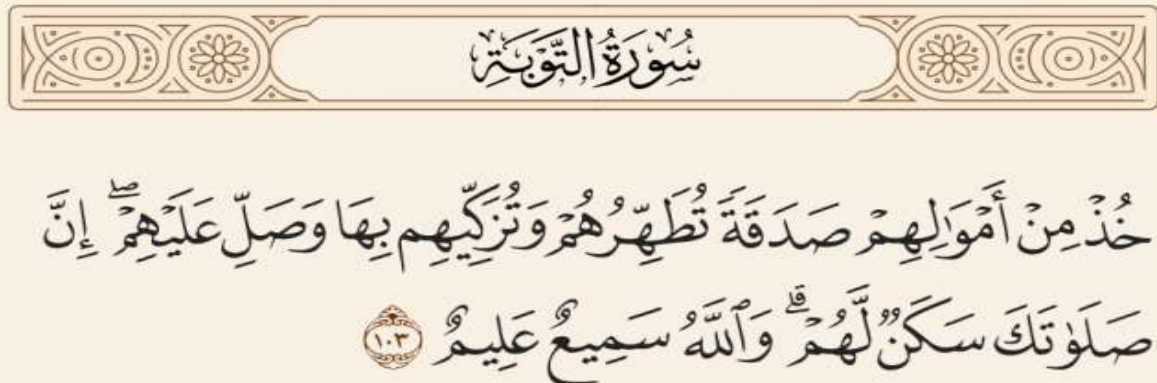 سُورَةُ التَّوۡبَةِ
خُذۡ مِنۡ أَمۡوَٰلِهِمۡ صَدَقَةٗ تُطَهِّرُهُمۡ وَتُزَكِّيهِم بِهَا وَصَلِّ عَلَيۡهِمۡۖ إِنَّ
صَلَوٰتَكَ سَكَنٞ لَّهُمۡۗ وَٱللَّهُ سَمِيعٌ عَلِيمٌ ١٠٣